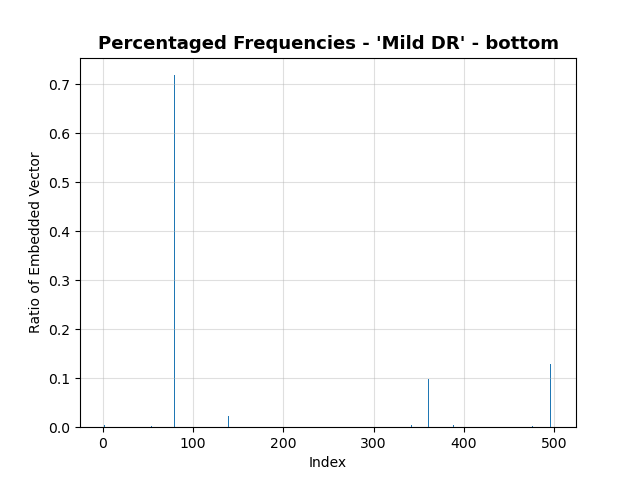 Percentaged Frequencies - 'Mild DR' - bottom
0.7
0.6
0.5
0.4
0.3
0.2
0.1
0.0
Ratio of Embedded Vector
0 100 200 300 400 500
Index